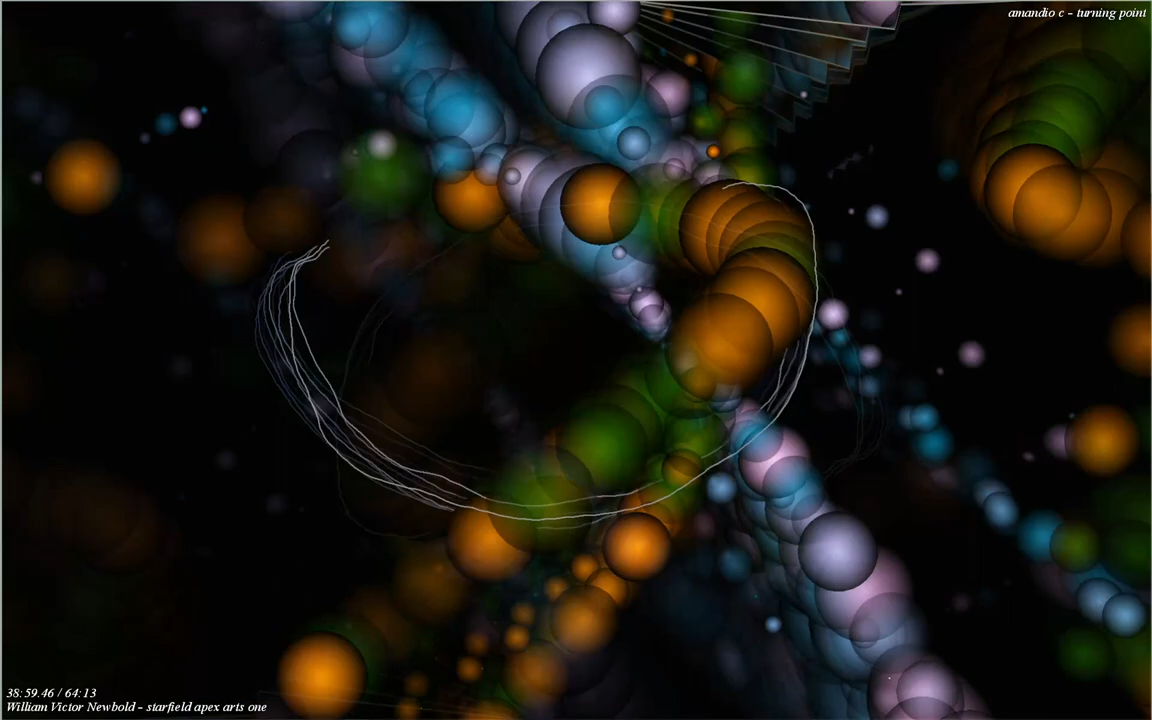 amandio c - turning point
38:59.46 / 64:13
William Victor Newbold - starfield apex arts one